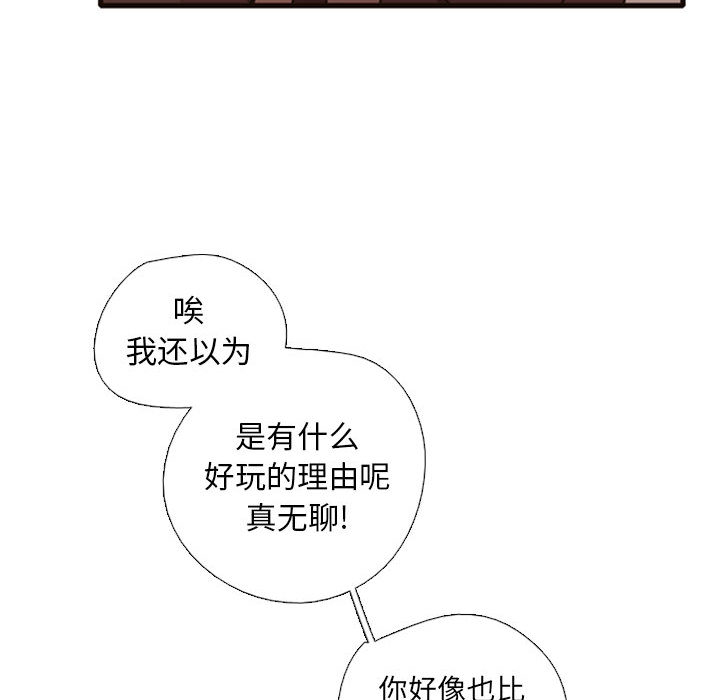 唉
我还以为
是有什么
好玩的理由呢
真无聊!
你好像也比